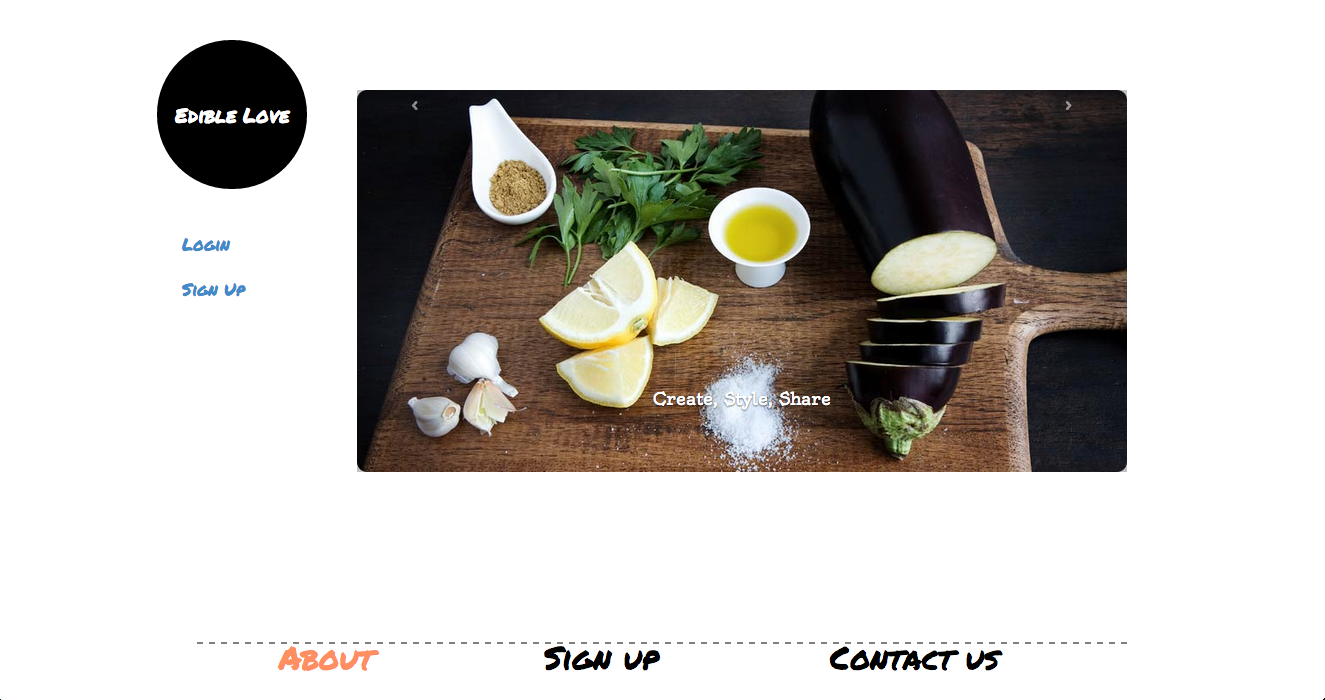 Edible Love
Login
Sign Up
Create, Style, Share
About
Sign up
Contact us